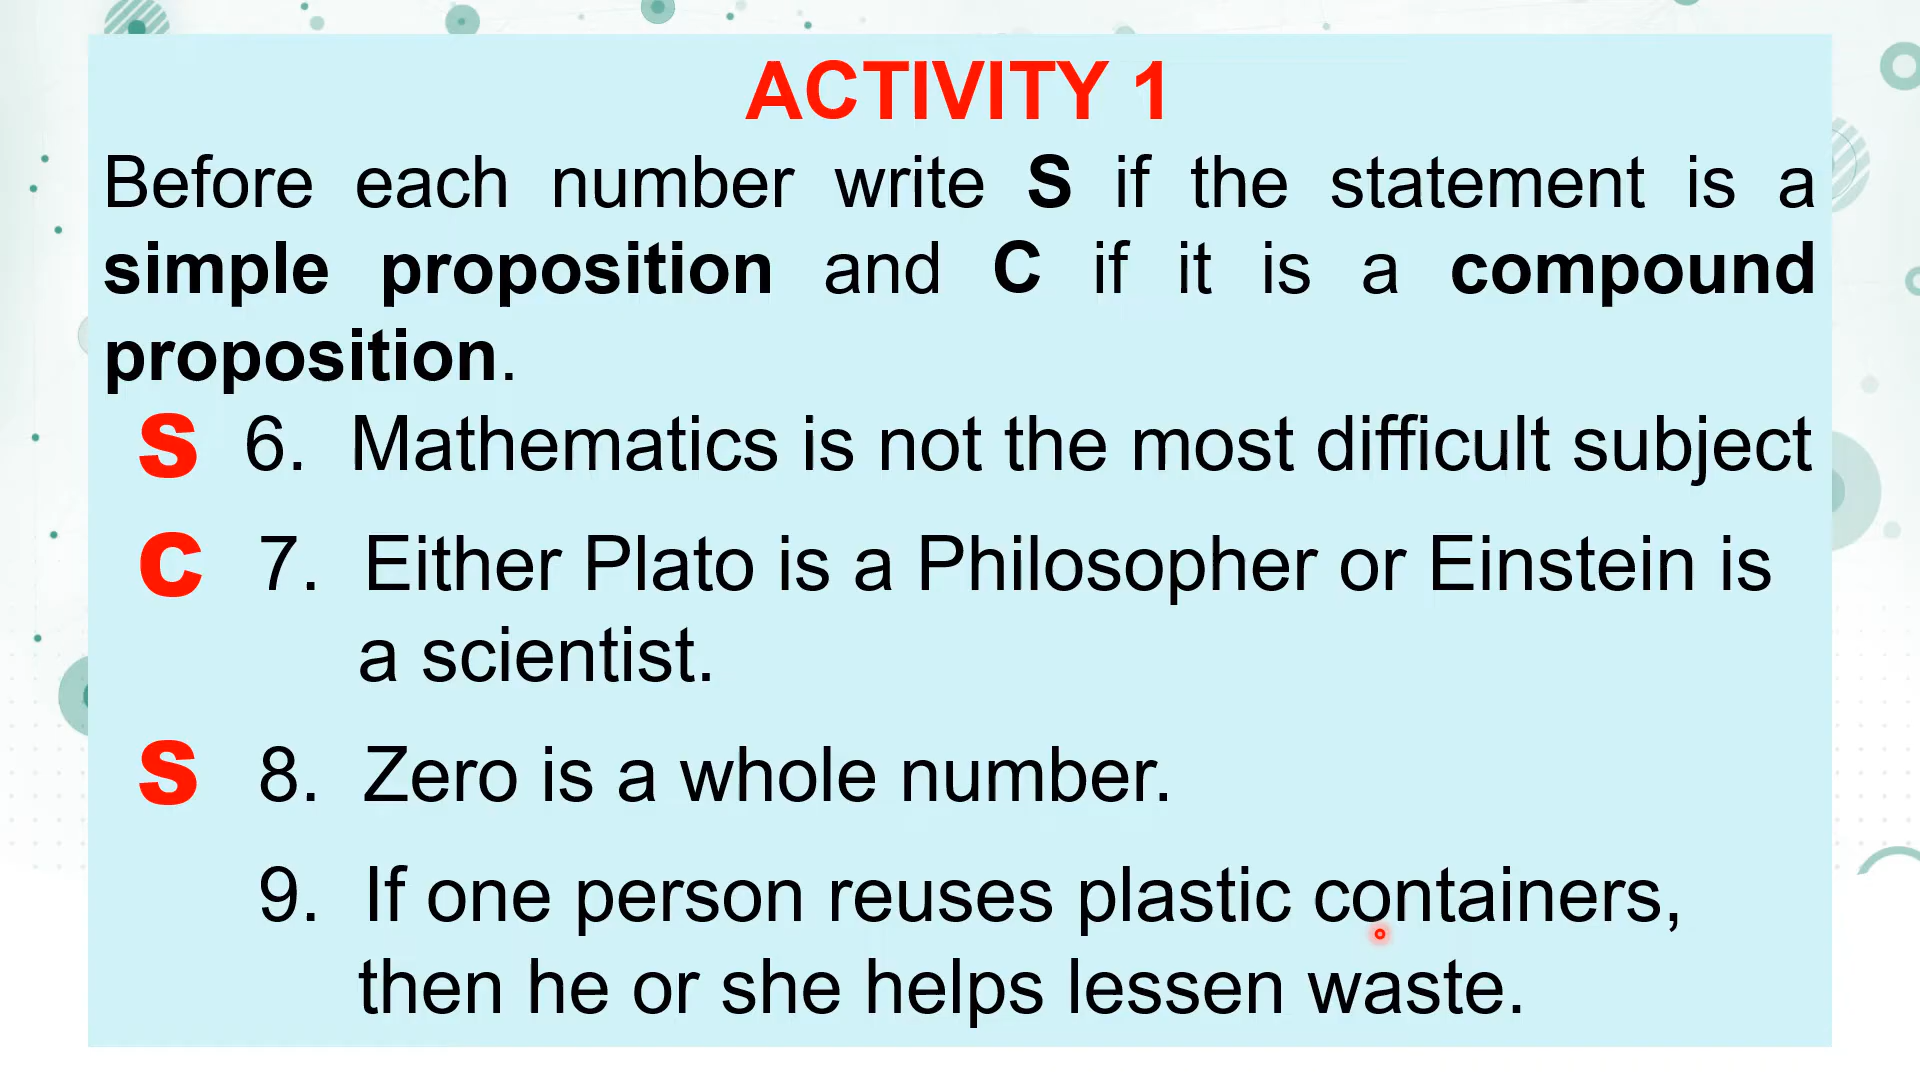 ACTIVITY 1
Before each number write S if the statement is a
simple proposition and C if it is a compound
proposition.
S 6. Mathematics is not the most difficult subject
C 7. Either Plato is a Philosopher or Einstein is
a scientist.
S 8. Zero is a whole number.
9. If one person reuses plastic containers,
then he or she helps lessen waste.